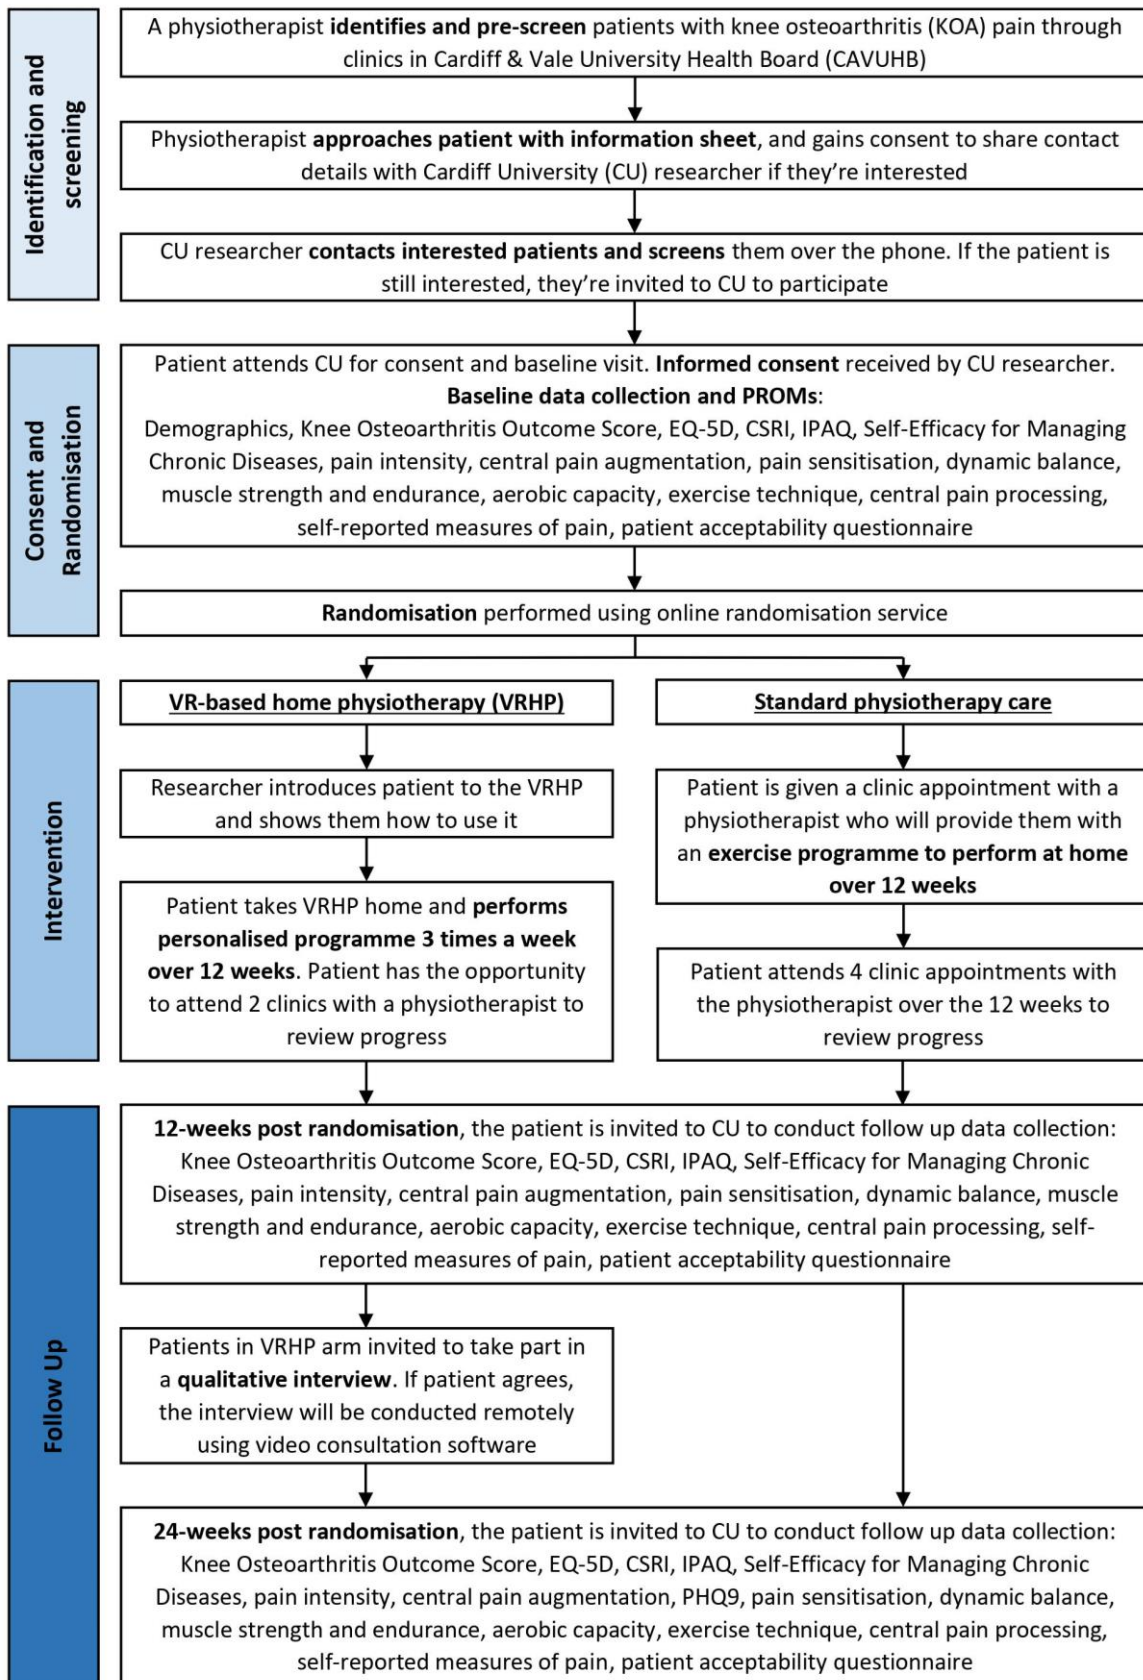 Identification and
screening
A physiotherapist identifies and pre-screen patients with knee osteoarthritis (KOA) pain through
clinics in Cardiff & Vale University Health Board (CAVUHB)
Physiotherapist approaches patient with information sheet, and gains consent to share contact
details with Cardiff University (CU) researcher if they're interested
CU researcher contacts interested patients and screens them over the phone. If the patient is
still interested, they're invited to CU to participate
Consent and
Randomisation
Patient attends CU for consent and baseline visit. Informed consent received by CU researcher.
Baseline data collection and PROMs:
Demographics, Knee Osteoarthritis Outcome Score, EQ-5D, CSRI, IPAQ, Self-Efficacy for Managing
Chronic Diseases, pain intensity, central pain augmentation, pain sensitisation, dynamic balance,
muscle strength and endurance, aerobic capacity, exercise technique, central pain processing,
self-reported measures of pain, patient acceptability questionnaire
Randomisation performed using online randomisation service
Intervention
VR-based home physiotherapy (VRHP)
Researcher introduces patient to the VRHP
and shows them how to use it
Patient takes VRHP home and performs
personalised programme 3 times a week
over 12 weeks. Patient has the opportunity
to attend 2 clinics with a physiotherapist to
review progress
Standard physiotherapy care
Patient is given a clinic appointment with a
physiotherapist who will provide them with
an exercise programme to perform at home
over 12 weeks
Patient attends 4 clinic appointments with
the physiotherapist over the 12 weeks to
review progress
Follow Up
12-weeks post randomisation, the patient is invited to CU to conduct follow up data collection:
Knee Osteoarthritis Outcome Score, EQ-5D, CSRI, IPAQ, Self-Efficacy for Managing Chronic
Diseases, pain intensity, central pain augmentation, pain sensitisation, dynamic balance, muscle
strength and endurance, aerobic capacity, exercise technique, central pain processing, self-
reported measures of pain, patient acceptability questionnaire
Patients in VRHP arm invited to take part in
a qualitative interview. If patient agrees,
the interview will be conducted remotely
using video consultation software
24-weeks post randomisation, the patient is invited to CU to conduct follow up data collection:
Knee Osteoarthritis Outcome Score, EQ-5D, CSRI, IPAQ, Self-Efficacy for Managing Chronic
Diseases, pain intensity, central pain augmentation, PHQ9, pain sensitisation, dynamic balance,
muscle strength and endurance, aerobic capacity, exercise technique, central pain processing,
self-reported measures of pain, patient acceptability questionnaire